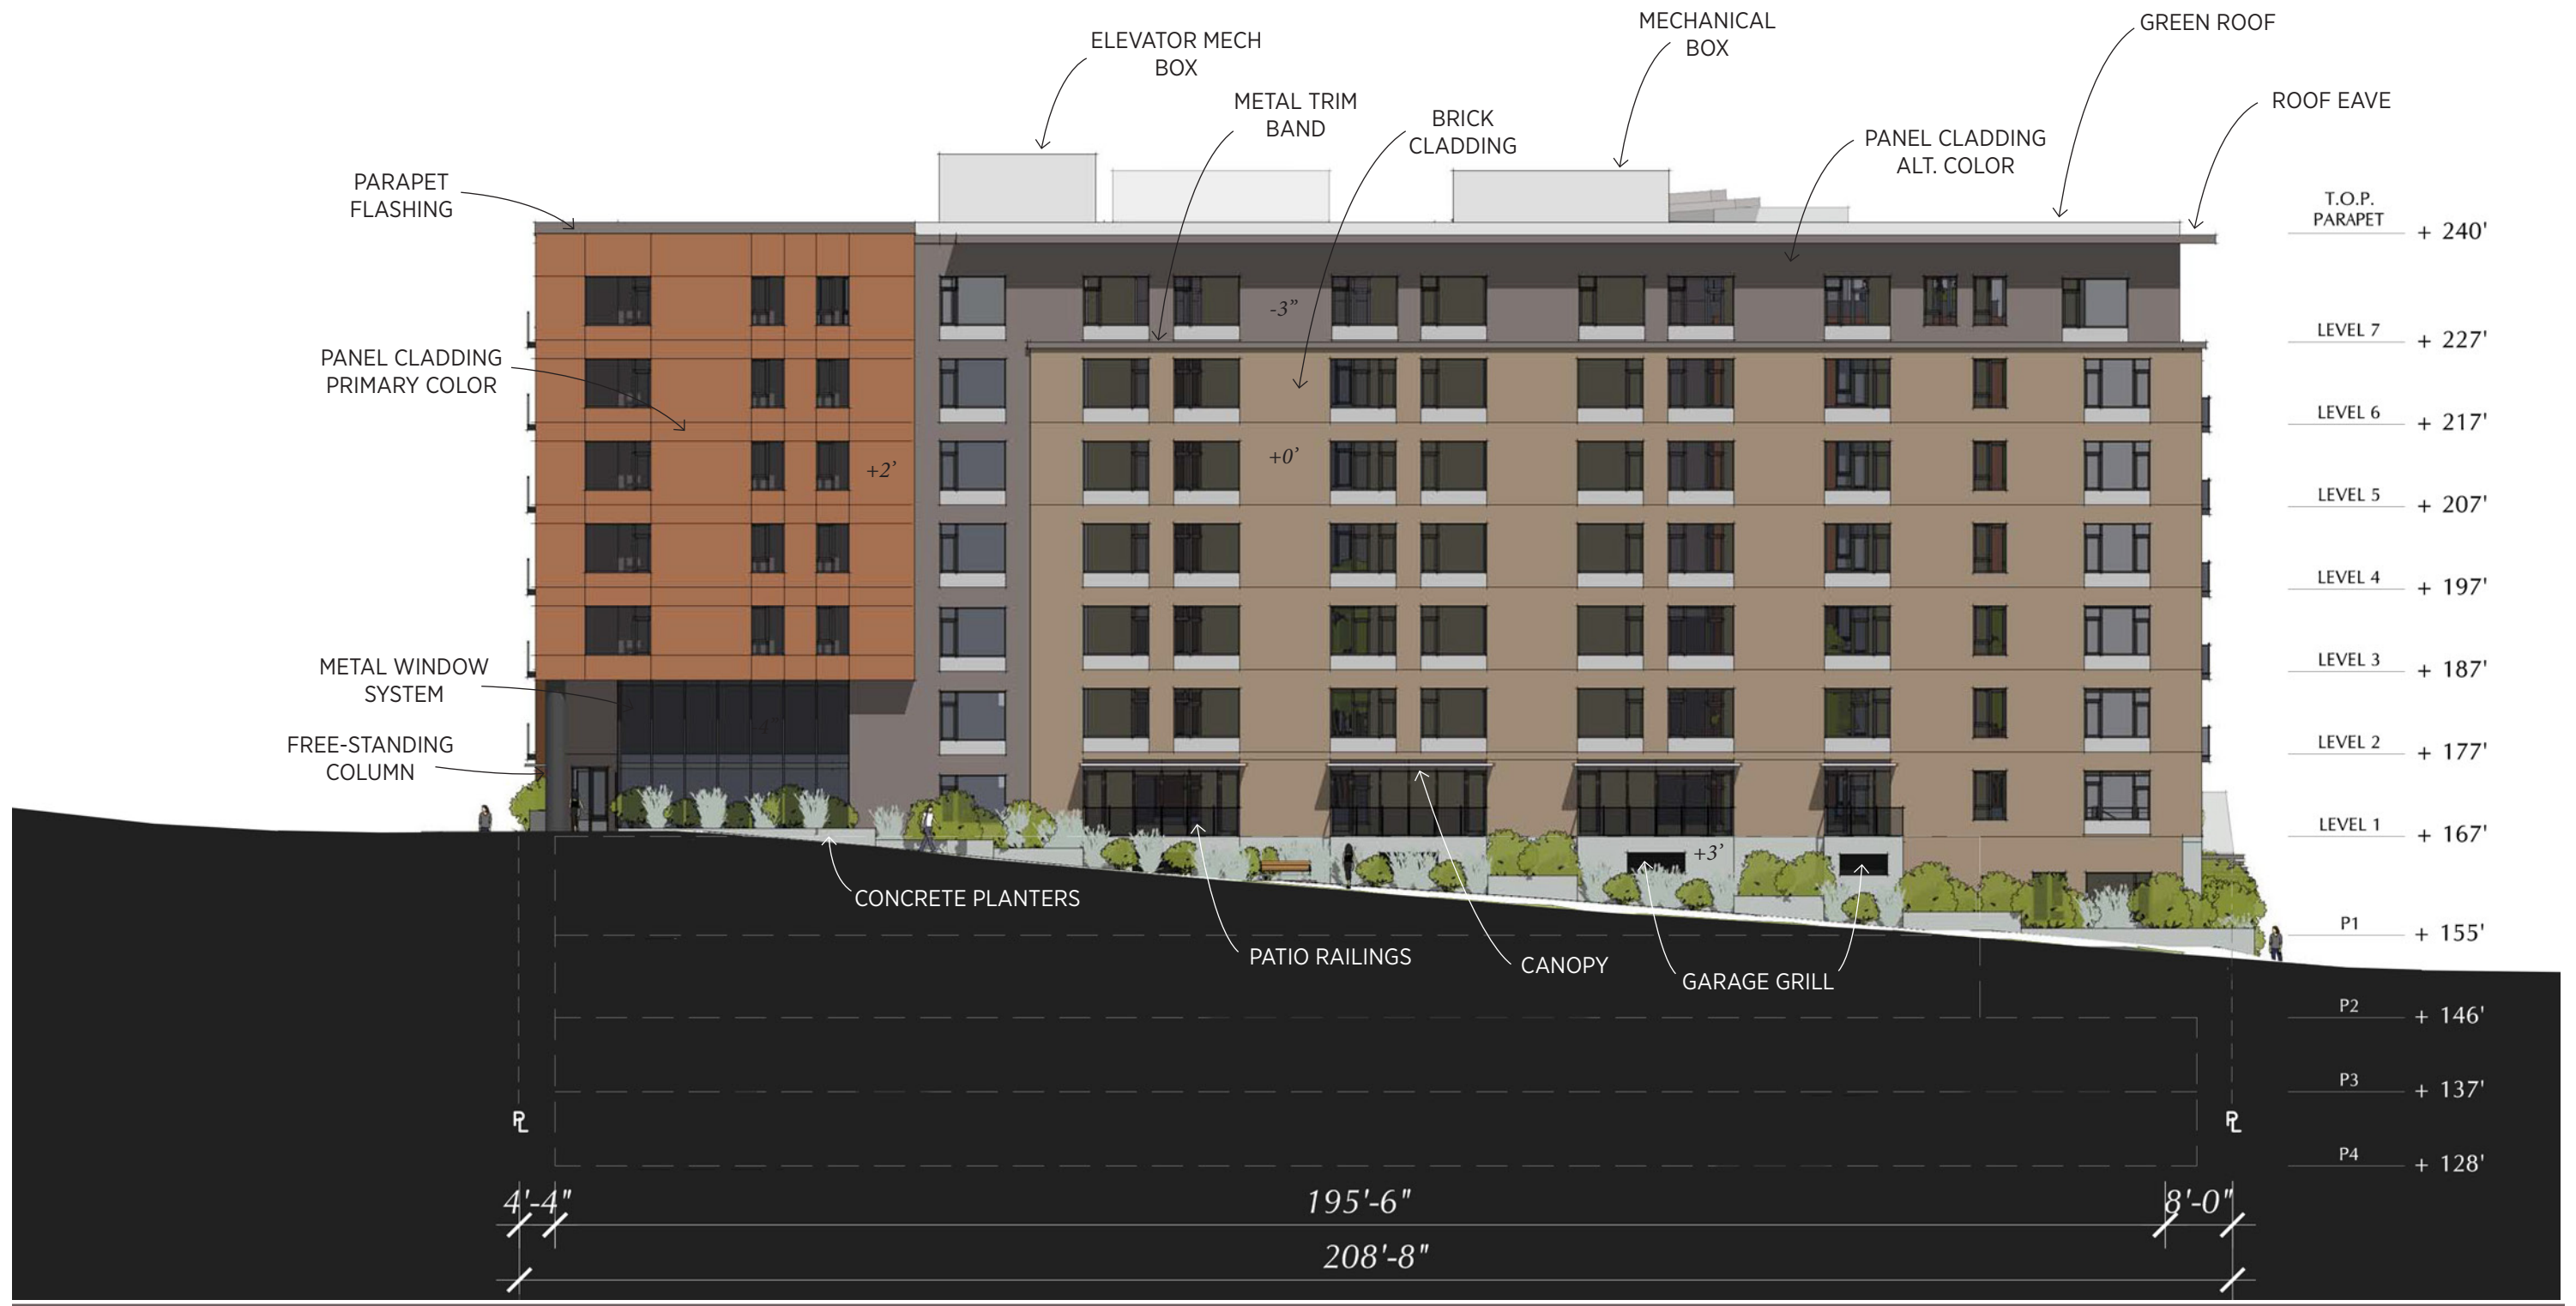 ELEVATOR MECH
BOX
MECHANICAL
BOX
GREEN ROOF
METAL TRIM
BAND
BRICK
CLADDING
ROOF EAVE
PANEL CLADDING
ALT. COLOR
PARAPET
FLASHING
T.O.P.
PARAPET + 240'
-3"
LEVEL 7 + 227'
PANEL CLADDING
PRIMARY COLOR
LEVEL 6 + 217'
+2'
+0'
LEVEL 5 + 207'
LEVEL 4 + 197'
METAL WINDOW
SYSTEM
LEVEL 3 + 187'
FREE-STANDING
COLUMN
LEVEL 2 + 177'
LEVEL 1 + 167'
+3'
CONCRETE PLANTERS
PATIO RAILINGS
CANOPY
GARAGE GRILL
P1 + 155'
P2 + 146'
P3 + 137'
PL
PL
P4 + 128'
4'-4"
195'-6"
8'-0"
208'-8"